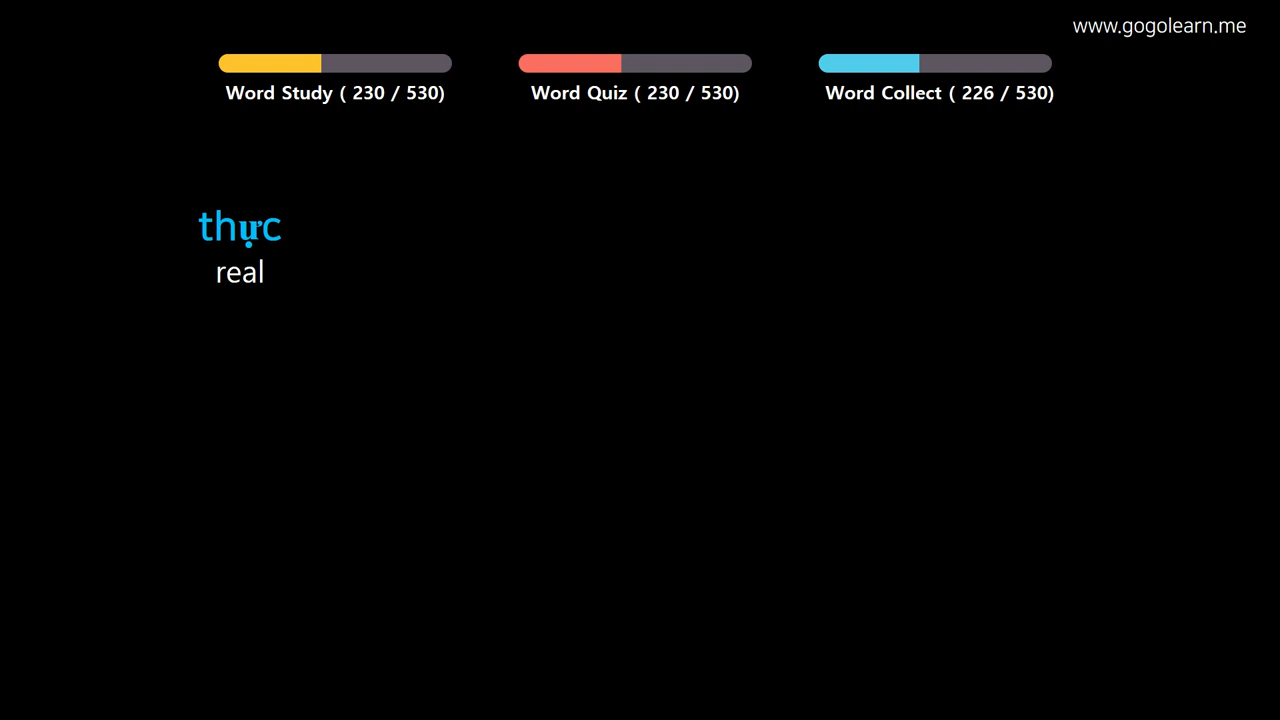 www.gogolearn.me
Word Study ( 230 / 530)
Word Quiz ( 230 / 530)
Word Collect ( 226 / 530)
thực
real